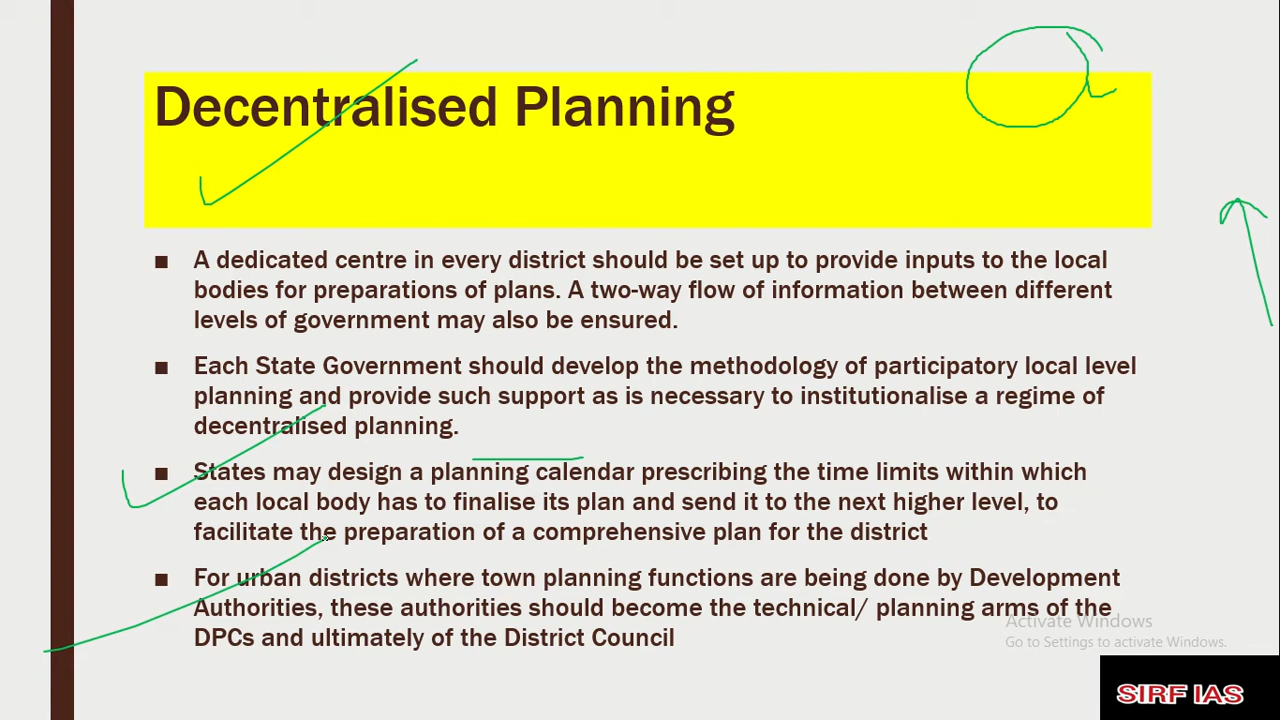 Decentralised Planning
■ A dedicated centre in every district should be set up to provide inputs to the local
bodies for preparations of plans. A two-way flow of information between different
levels of government may also be ensured.
■ Each State Government should develop the methodology of participatory local level
planning and provide such support as is necessary to institutionalise a regime of
decentralised planning.
■ States may design a planning calendar prescribing the time limits within which
each local body has to finalise its plan and send it to the next higher level, to
facilitate the preparation of a comprehensive plan for the district
■ For urban districts where town planning functions are being done by Development
Authorities, these authorities should become the technical/ planning arms of the
DPCs and ultimately of the District Council
Activate Windows
Go to Settings to activate Windows.
SIRF IAS